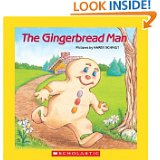 The Gingerbread Man
Pictures by KAREN SCHMIDT
SCHOLASTIC